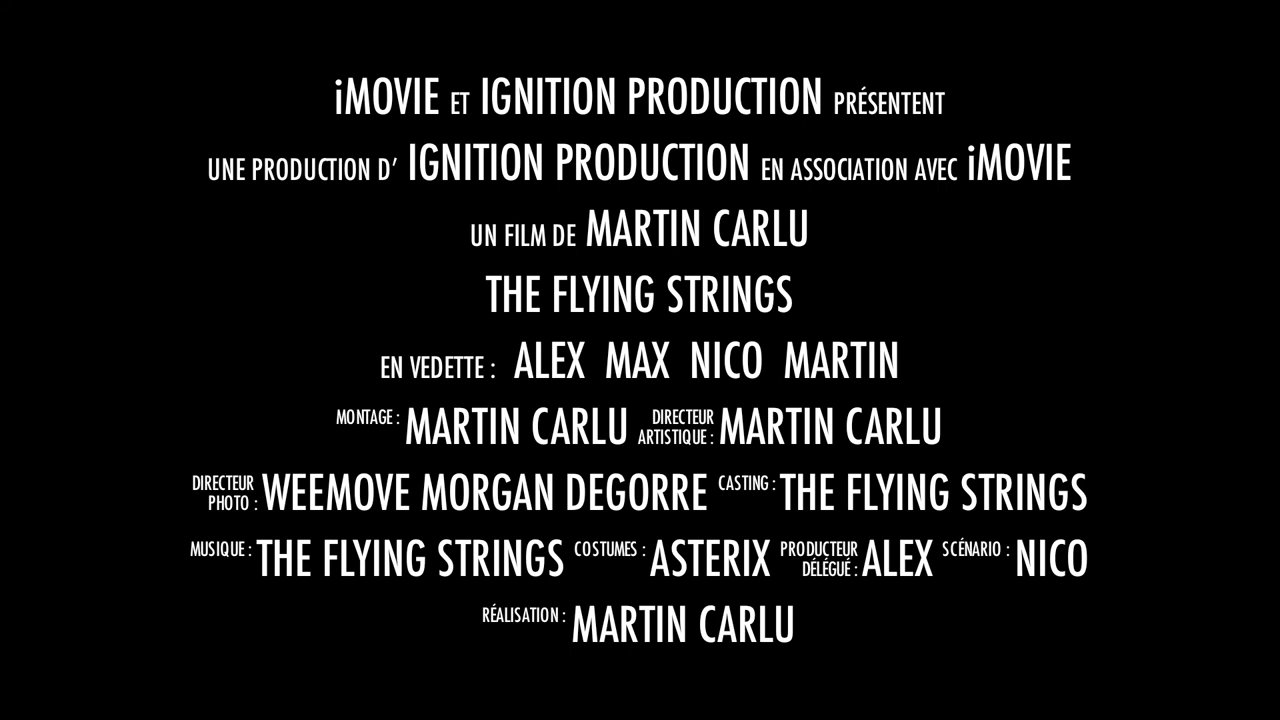 iMOVIE ET IGNITION PRODUCTION PRÉSENTENT
UNE PRODUCTION D’ IGNITION PRODUCTION EN ASSOCIATION AVEC iMOVIE
UN FILM DE MARTIN CARLU
THE FLYING STRINGS
EN VEDETTE : ALEX MAX NICO MARTIN
MONTAGE : MARTIN CARLU DIRECTEUR ARTISTIQUE : MARTIN CARLU
DIRECTEUR PHOTO : WEEMOVE MORGAN DEGORRE CASTING : THE FLYING STRINGS
MUSIQUE : THE FLYING STRINGS COSTUMES : ASTERIX PRODUCTEUR DÉLÉGUÉ : ALEX SCÉNARIO : NICO
RÉALISATION : MARTIN CARLU